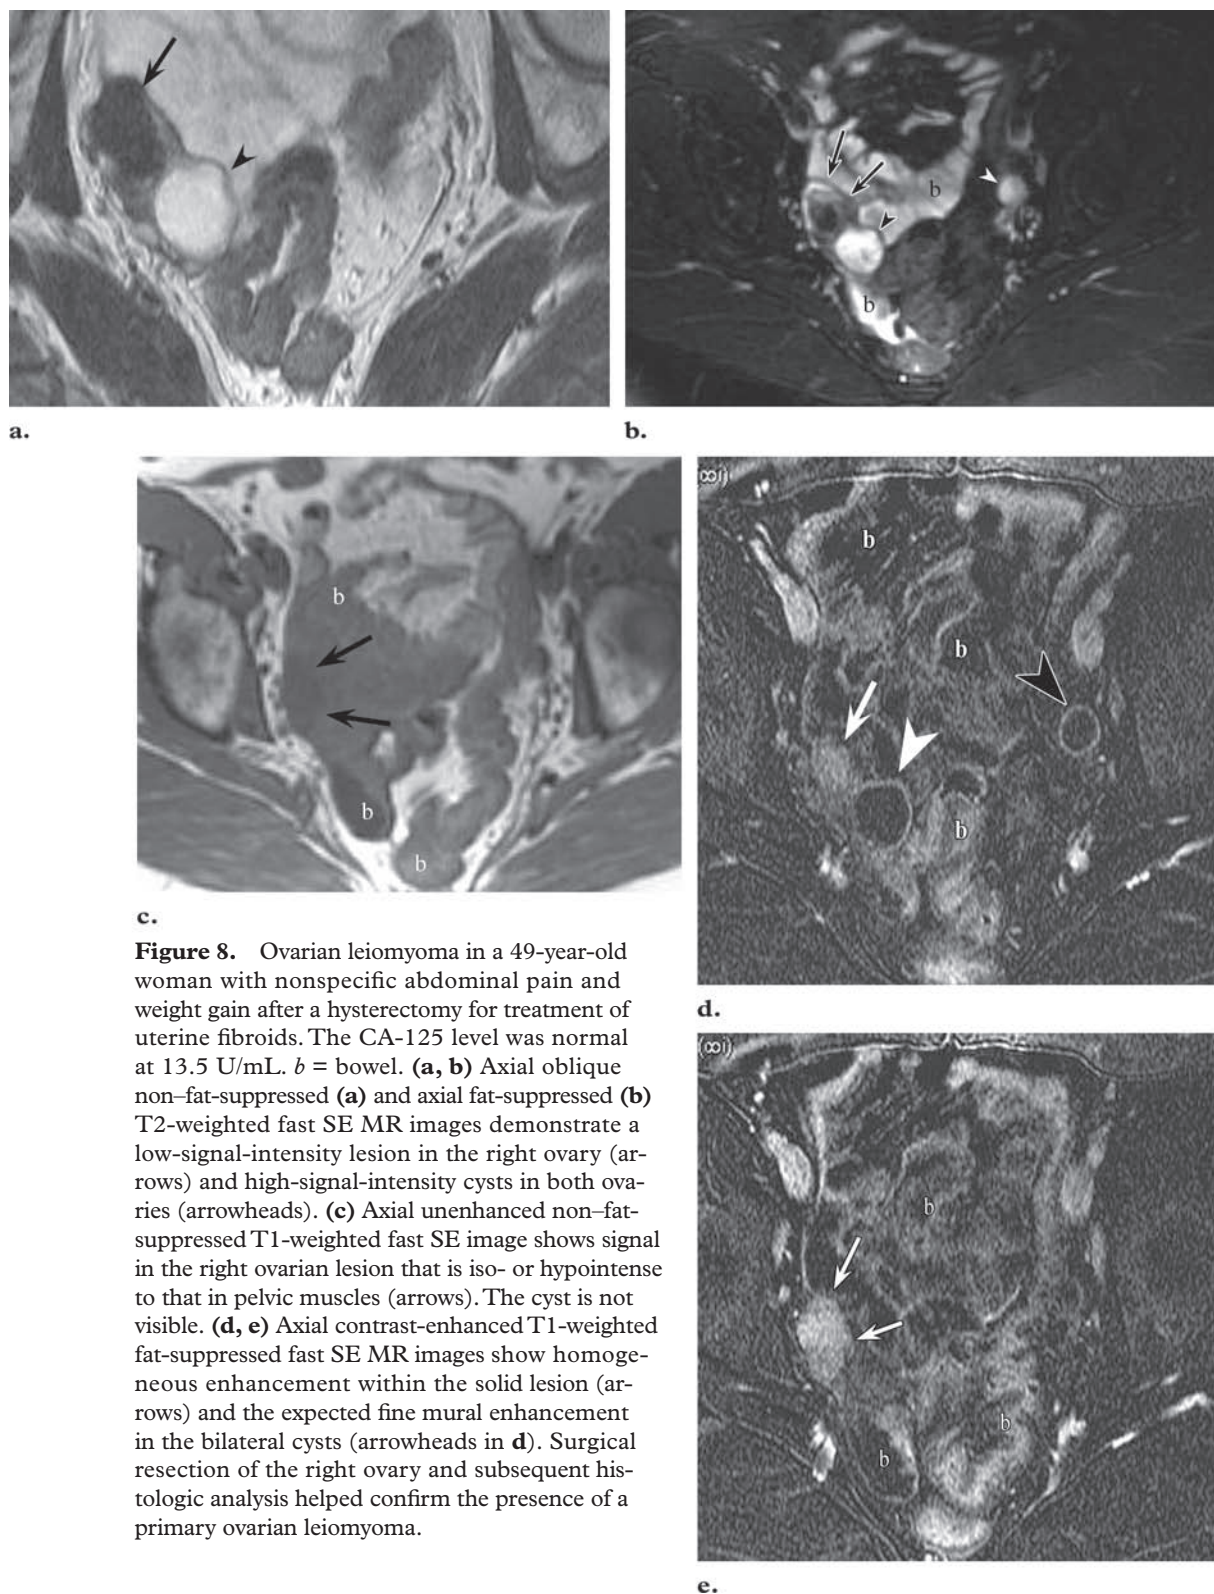 b
b
a.
b.
b
b
b
c.
(ioo)
b
b
b
d.
Figure 8. Ovarian leiomyoma in a 49-year-old
woman with nonspecific abdominal pain and
weight gain after a hysterectomy for treatment of
uterine fibroids. The CA-125 level was normal
at 13.5 U/mL. b = bowel. (a, b) Axial oblique
non–fat-suppressed (a) and axial fat-suppressed (b)
T2-weighted fast SE MR images demonstrate a
low-signal-intensity lesion in the right ovary (ar-
rows) and high-signal-intensity cysts in both ova-
ries (arrowheads). (c) Axial unenhanced non–fat-
suppressed T1-weighted fast SE image shows signal
in the right ovarian lesion that is iso- or hypointense
to that in pelvic muscles (arrows). The cyst is not
visible. (d, e) Axial contrast-enhanced T1-weighted
fat-suppressed fast SE MR images show homoge-
neous enhancement within the solid lesion (ar-
rows) and the expected fine mural enhancement
in the bilateral cysts (arrowheads in d). Surgical
resection of the right ovary and subsequent his-
tologic analysis helped confirm the presence of a
primary ovarian leiomyoma.
b
b
b
e.